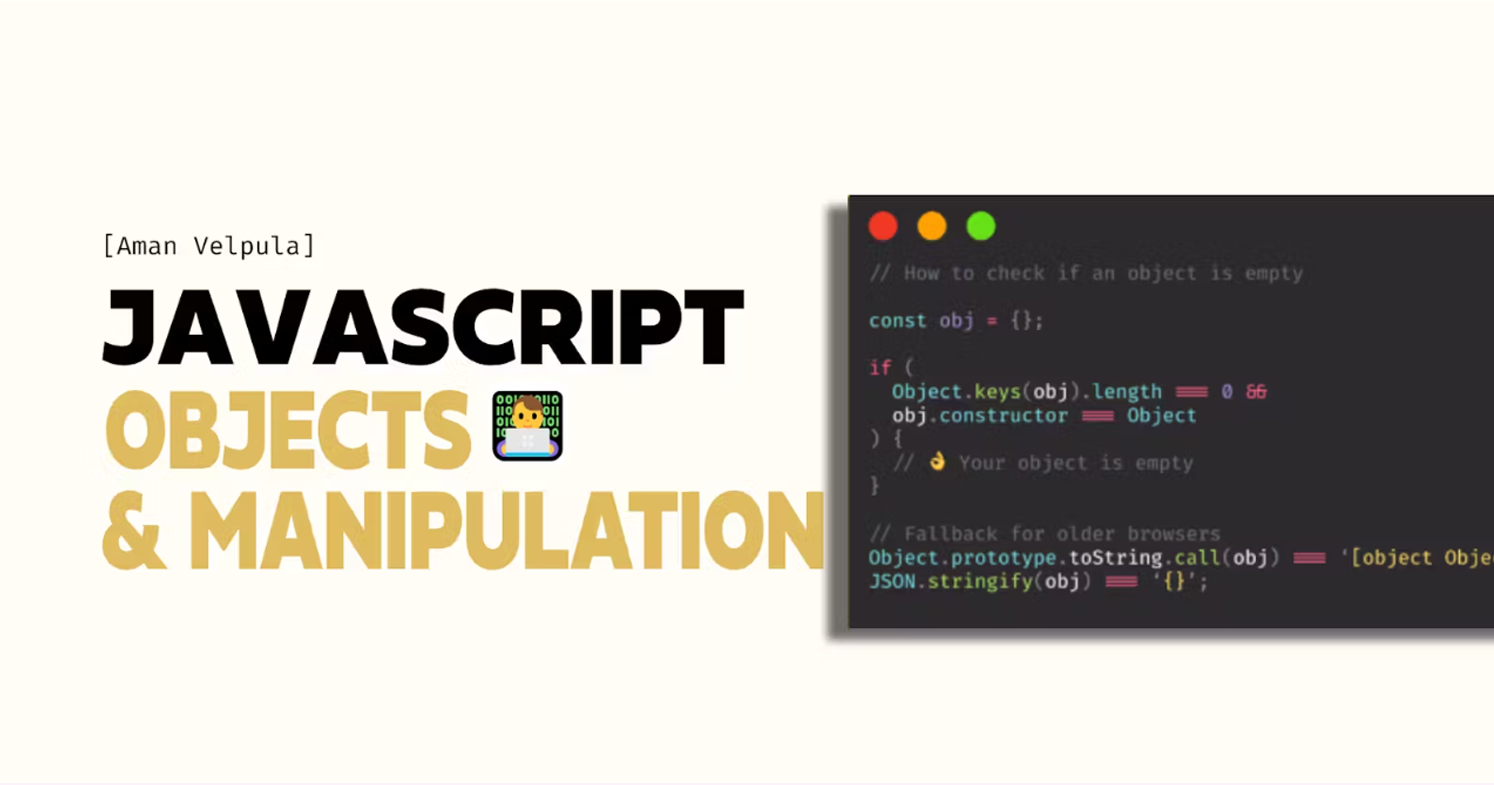 [Aman Velpula]
JAVASCRIPT
OBJECTS
& MANIPULATION
// How to check if an object is empty
const obj = {};
if (
Object.keys(obj).length === 0 &&
obj.constructor === Object
) {
// 👌 Your object is empty
}
// Fallback for older browsers
Object.prototype.toString.call(obj) === ‘[object Obje
JSON.stringify(obj) === ‘{}’;